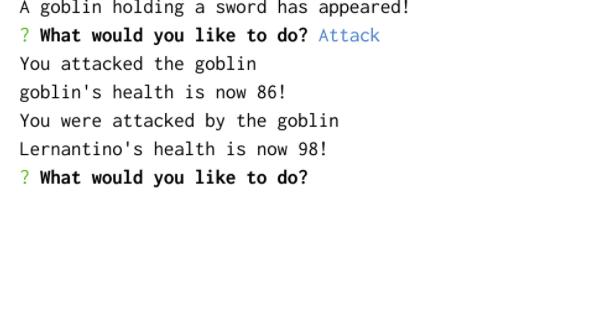 A goblin holding a sword has appeared!
? What would you like to do? Attack
You attacked the goblin
goblin's health is now 86!
You were attacked by the goblin
Lernantino's health is now 98!
? What would you like to do?